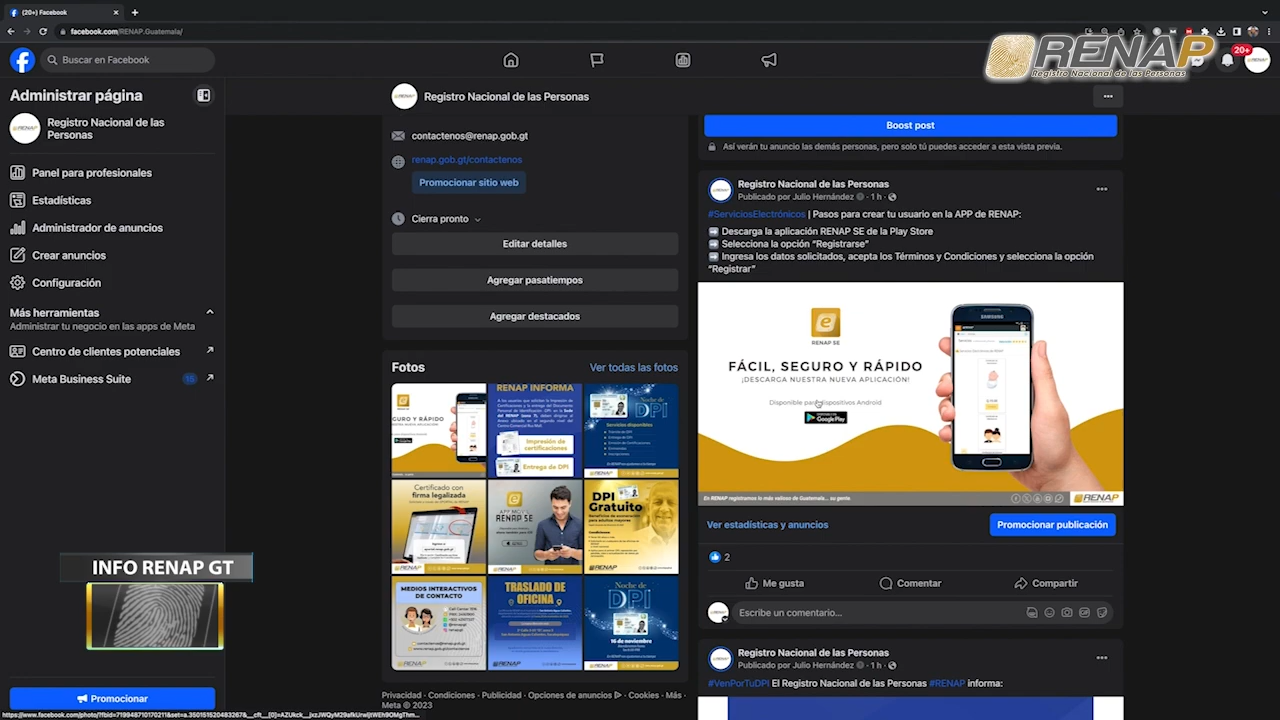 (20+) Facebook
facebook.com/RENAP.Guatemala/
RENAP
Registro Nacional de las Personas
Buscar en Facebook
20+
Administrar página
Registro Nacional de las
Personas
Panel para profesionales
Estadísticas
Administrador de anuncios
Crear anuncios
Configuración
Más herramientas
Administrar tu negocio en las apps de Meta
Centro de clientes potenciales
Meta Business Suite
15
INFO RENAP GT
Promocionar
Registro Nacional de las Personas
contactenos@renap.gob.gt
renap.gob.gt/contactenos
Promocionar sitio web
Cierra pronto
Editar detalles
Agregar pasatiempos
Agregar destacados
Fotos
Ver todas las fotos
GURO Y RÁPIDO
RENAP INFORMA
Impresión de
certificaciones
Entrega de DPI
Noche de
DPI
Servicios disponibles
Certificado con
firma legalizada
RENAP
APP MÓVIL
RENAP SE
RENAP
DPI
Gratuito
RENAP
MEDIOS INTERACTIVOS
DE CONTACTO
RENAP
TRASLADO DE
OFICINA
RENAP
Noche de
DPI
16 de noviembre
RENAP
Privacidad · Condiciones · Publicidad · Opciones de anuncios · Cookies · Más ·
Meta © 2023
Boost post
Así verán tu anuncio las demás personas, pero solo tú puedes acceder a esta vista previa.
Registro Nacional de las Personas
Publicado por Julio Hernández · 1 h ·
#ServiciosElectrónicos | Pasos para crear tu usuario en la APP de RENAP:
Descarga la aplicación RENAP SE de la Play Store
Selecciona la opción “Registrarse”
Ingresa los datos solicitados, acepta los Términos y Condiciones y selecciona la opción
“Registrar”
RENAP SE
FÁCIL, SEGURO Y RÁPIDO
¡DESCARGA NUESTRA NUEVA APLICACIÓN!
Disponible para dispositivos Android
Google Play
SAMSUNG
En RENAP registramos lo más valioso de Guatemala... su gente
RENAP
Ver estadísticas y anuncios
Promocionar publicación
2
Me gusta
Comentar
Compartir
Escribe un comentario...
Registro Nacional de las Personas
Publicado por Julio Hernández · 1 h ·
#VenPorTuDPI El Registro Nacional de las Personas #RENAP informa: